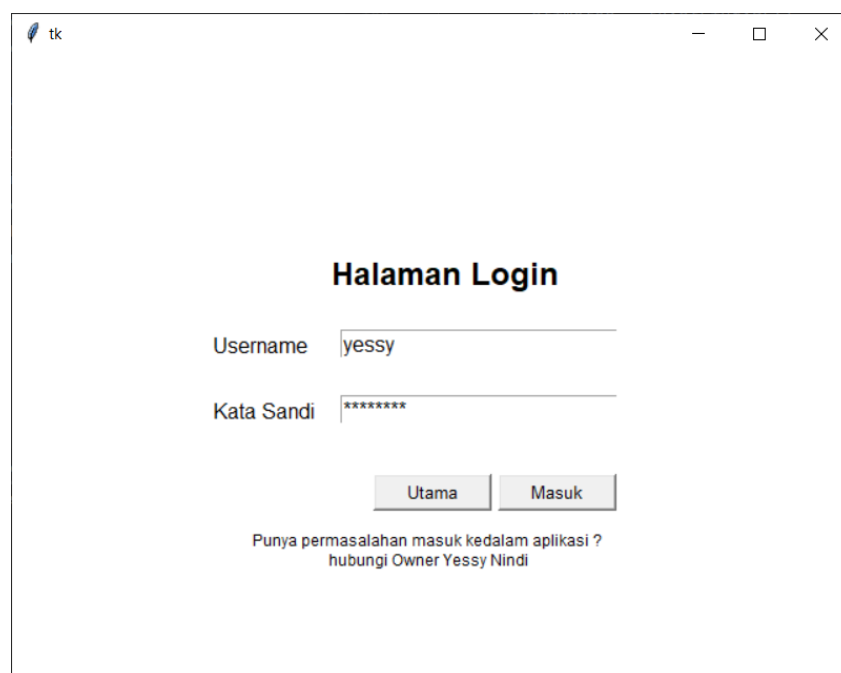 tk
Halaman Login
Username yessy
Kata Sandi ********
Utama Masuk
Punya permasalahan masuk kedalam aplikasi ?
hubungi Owner Yessy Nindi